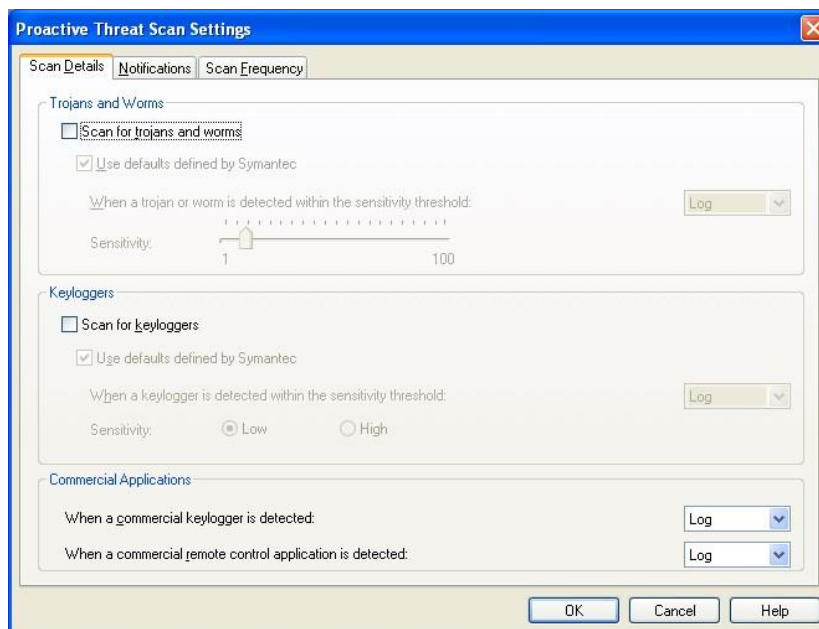 Proactive Threat Scan Settings
Scan Details Notifications Scan Frequency
Trojans and Worms
Scan for trojans and worms
Use defaults defined by Symantec
When a trojan or worm is detected within the sensitivity threshold: Log
Sensitivity:
1 100
Keyloggers
Scan for keyloggers
Use defaults defined by Symantec
When a keylogger is detected within the sensitivity threshold: Log
Sensitivity: Low High
Commercial Applications
When a commercial keylogger is detected: Log
When a commercial remote control application is detected: Log
OK Cancel Help